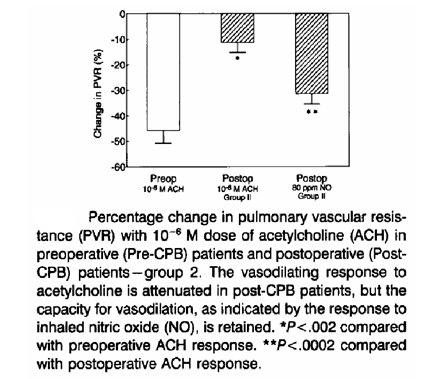 0
-10
-20
-30
-40
-50
-60
Change in PVR (%)
*
**
Preop Postop Postop
10⁻⁶ M ACH 10⁻⁶ M ACH 80 ppm NO
Group II Group II
Percentage change in pulmonary vascular resis-
tance (PVR) with 10⁻⁶ M dose of acetylcholine (ACH) in
preoperative (Pre-CPB) patients and postoperative (Post-
CPB) patients—group 2. The vasodilating response to
acetylcholine is attenuated in post-CPB patients, but the
capacity for vasodilation, as indicated by the response to
inhaled nitric oxide (NO), is retained. *P<.002 compared
with preoperative ACH response. **P<.0002 compared
with postoperative ACH response.